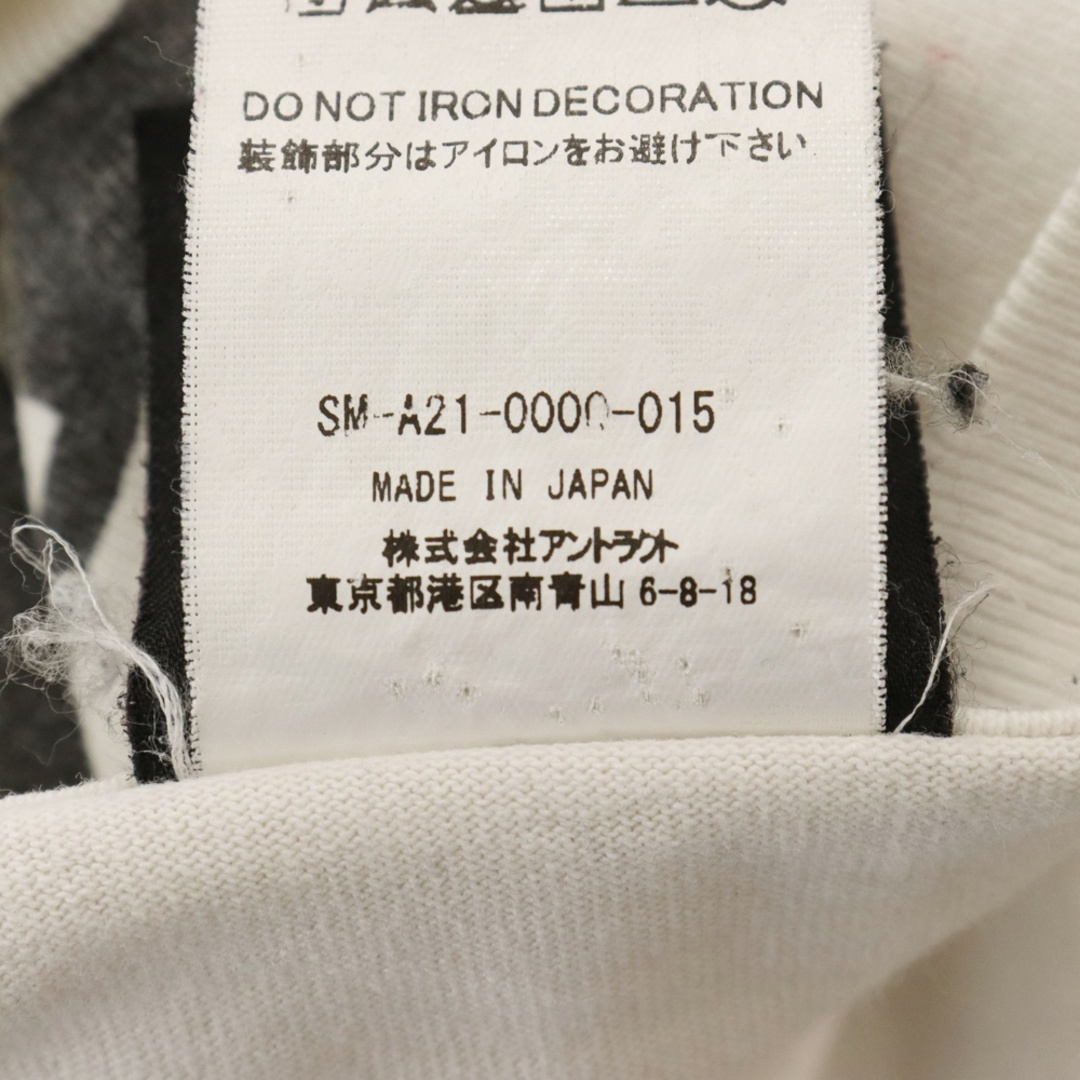 DO NOT IRON DECORATION
装飾部分はアイロンをお避け下さい
SM-A21-0000-015
MADE IN JAPAN
株式会社アントラクト
東京都港区南青山 6-8-18